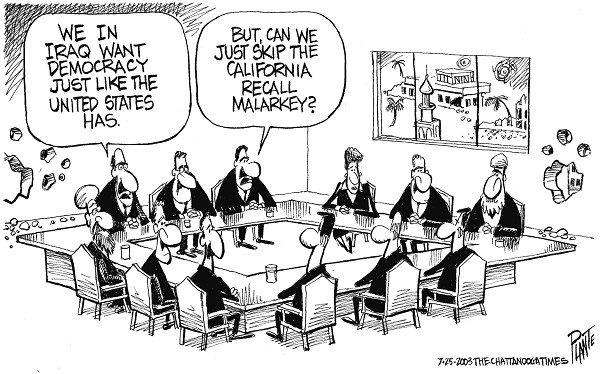 WE IN
IRAQ WANT
DEMOCRACY
JUST LIKE THE
UNITED STATES
HAS.
BUT, CAN WE
JUST SKIP THE
CALIFORNIA
RECALL
MALARKEY?
PLANTE
7-25-2003 THE CHATTANOOGA TIMES